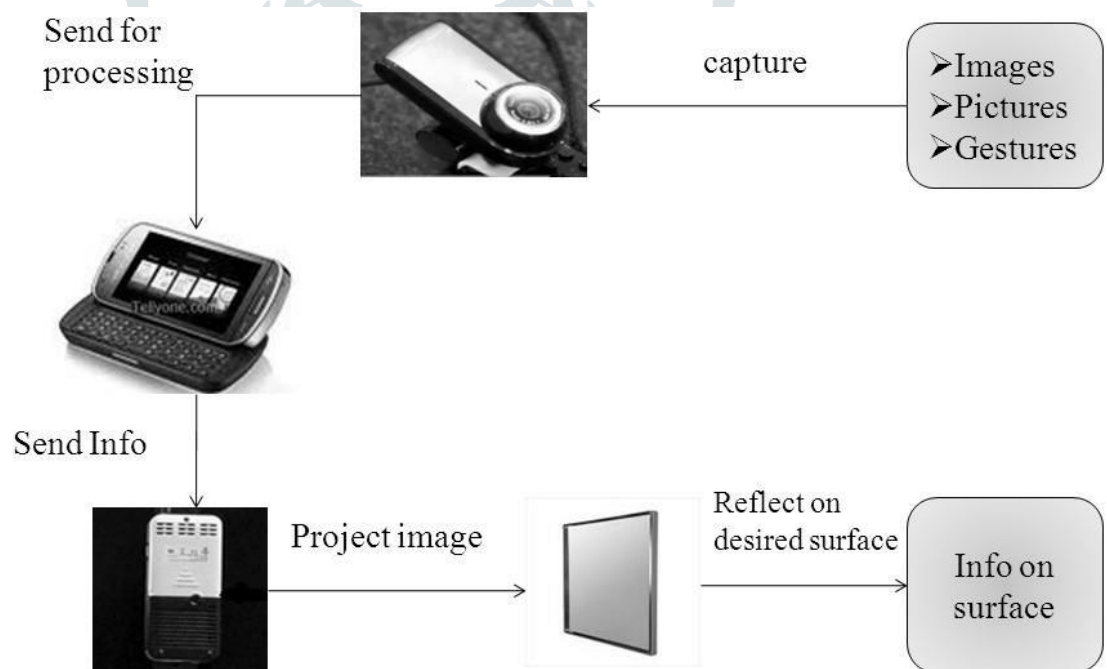 Send for
processing
capture
➢Images
➢Pictures
➢Gestures
Tellyone.com
Send Info
Project image
Reflect on
desired surface
Info on
surface